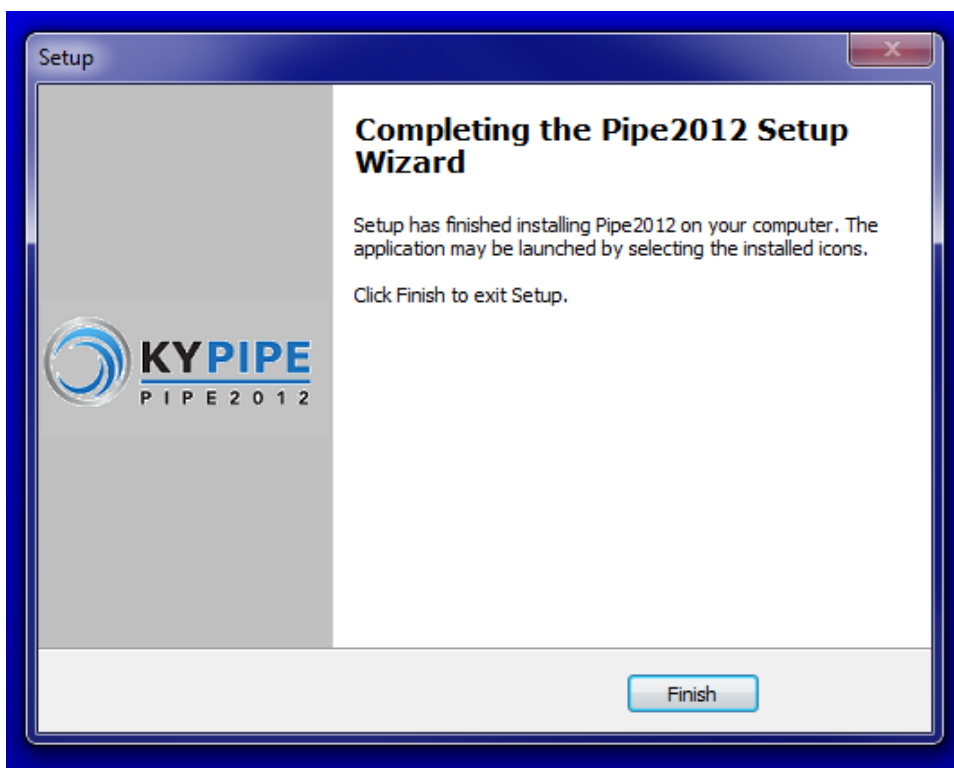 Setup
Completing the Pipe2012 Setup
Wizard
Setup has finished installing Pipe2012 on your computer. The
application may be launched by selecting the installed icons.
Click Finish to exit Setup.
KYPIPE
PIPE2012
Finish